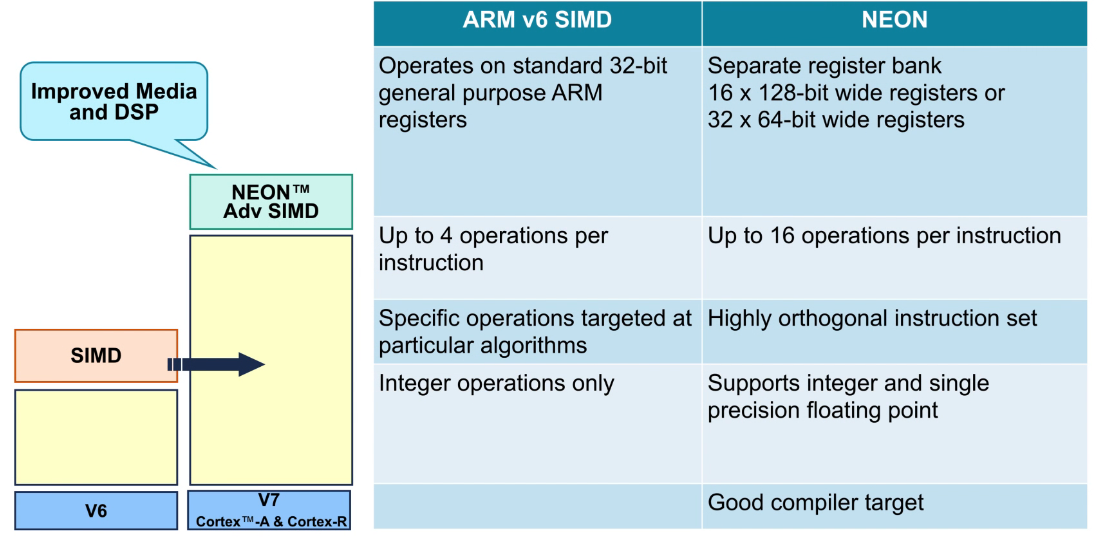 Improved Media
and DSP
NEON™
Adv SIMD
SIMD
V6
V7
Cortex™-A & Cortex-R
ARM v6 SIMD
NEON
Operates on standard 32-bit
general purpose ARM
registers
Separate register bank
16 x 128-bit wide registers or
32 x 64-bit wide registers
Up to 4 operations per
instruction
Up to 16 operations per instruction
Specific operations targeted at
particular algorithms
Highly orthogonal instruction set
Integer operations only
Supports integer and single
precision floating point
Good compiler target